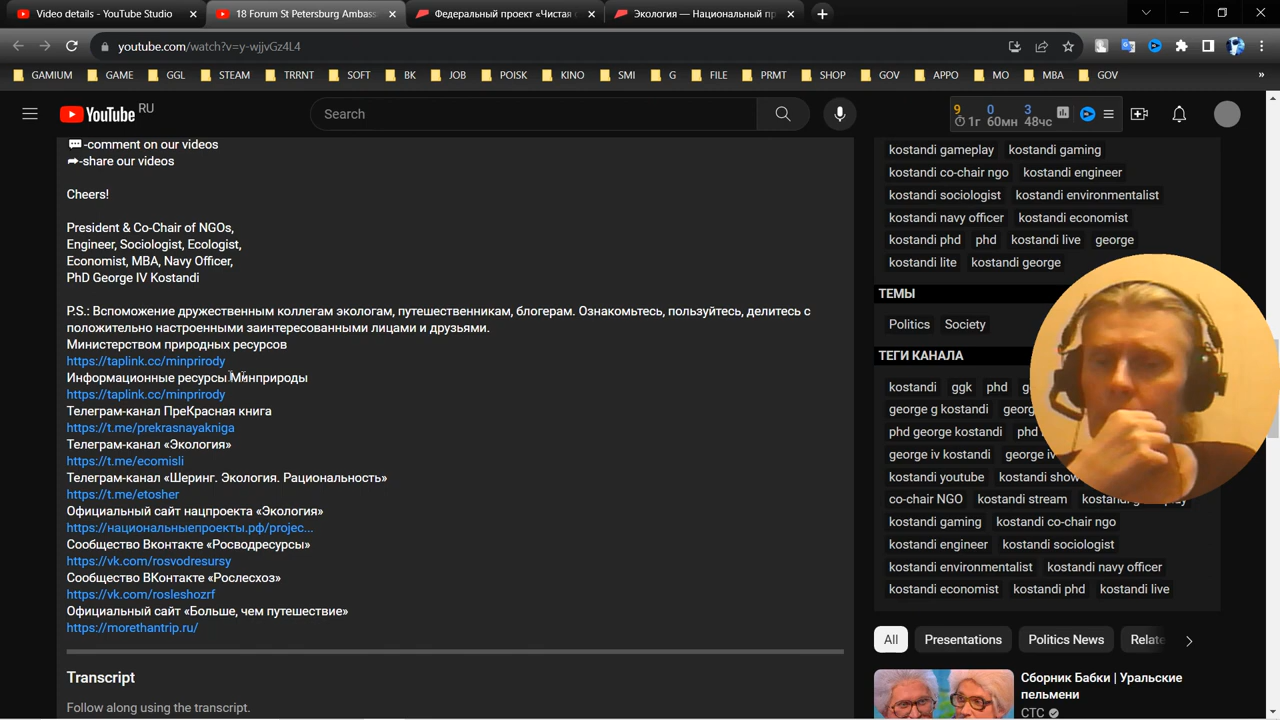 Video details - YouTube Studio
18 Forum St Petersburg Ambass
Федеральный проект «Чистая с
Экология — Национальный пр
youtube.com/watch?v=y-wjjvGz4L4
GAMIUM
GAME
GGL
STEAM
TRRNT
SOFT
BK
JOB
POISK
KINO
SMI
G
FILE
PRMT
SHOP
GOV
APPO
MO
MBA
GOV
YouTube RU
Search
9 0 3
1г 60мн 48чс
-comment on our videos
-share our videos
Cheers!
President & Co-Chair of NGOs,
Engineer, Sociologist, Ecologist,
Economist, MBA, Navy Officer,
PhD George IV Kostandi
P.S.: Вспоможение дружественным коллегам экологам, путешественникам, блогерам. Ознакомьтесь, пользуйтесь, делитесь с
положительно настроенными заинтересованными лицами и друзьями.
Министерством природных ресурсов
https://taplink.cc/minprirody
Информационные ресурсы Минприроды
https://taplink.cc/minprirody
Телеграм-канал ПреКрасная книга
https://t.me/prekrasnayakniga
Телеграм-канал «Экология»
https://t.me/ecomisli
Телеграм-канал «Шеринг. Экология. Рациональность»
https://t.me/etosher
Официальный сайт нацпроекта «Экология»
https://национальныепроекты.рф/projec...
Сообщество Вконтакте «Росводресурсы»
https://vk.com/rosvodresursy
Сообщество ВКонтакте «Рослесхоз»
https://vk.com/rosleshozrf
Официальный сайт «Больше, чем путешествие»
https://morethantrip.ru/
Transcript
Follow along using the transcript.
kostandi gameplay kostandi gaming
kostandi co-chair ngo kostandi engineer
kostandi sociologist kostandi environmentalist
kostandi navy officer kostandi economist
kostandi phd phd kostandi live george
kostandi lite kostandi george
ТЕМЫ
Politics Society
ТЕГИ КАНАЛА
kostandi ggk phd
george g kostandi
phd george kostandi
george iv kostandi
kostandi youtube
co-chair NGO kostandi stream
kostandi gaming kostandi co-chair ngo
kostandi engineer kostandi sociologist
kostandi environmentalist kostandi navy officer
kostandi economist kostandi phd kostandi live
All Presentations Politics News Relate
Сборник Бабки | Уральские
пельмени
СТС